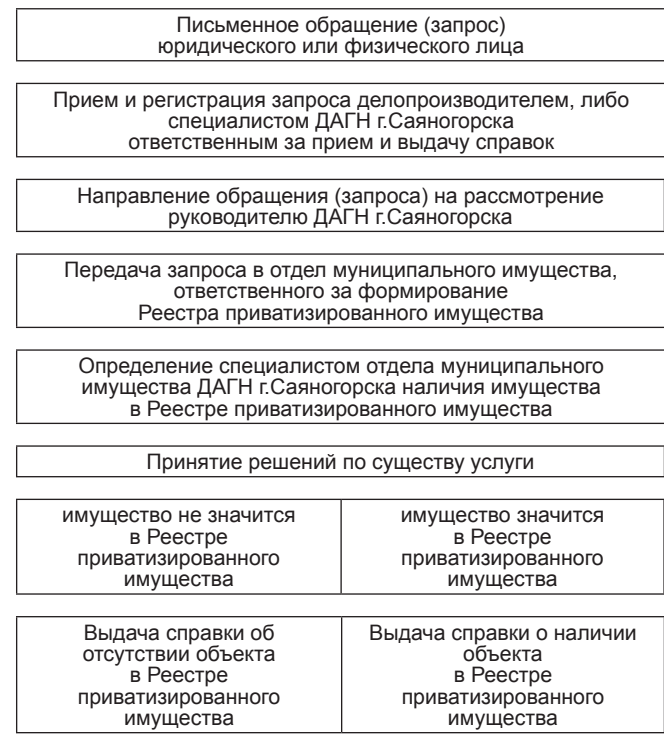 Письменное обращение (запрос)
юридического или физического лица
Прием и регистрация запроса делопроизводителем, либо
специалистом ДАГН г.Саяногорска
ответственным за прием и выдачу справок
Направление обращения (запроса) на рассмотрение
руководителю ДАГН г.Саяногорска
Передача запроса в отдел муниципального имущества,
ответственного за формирование
Реестра приватизированного имущества
Определение специалистом отдела муниципального
имущества ДАГН г.Саяногорска наличия имущества
в Реестре приватизированного имущества
Принятие решений по существу услуги
имущество не значится
в Реестре
приватизированного
имущества
имущество значится
в Реестре
приватизированного
имущества
Выдача справки об
отсутствии объекта
в Реестре
приватизированного
имущества
Выдача справки о наличии
объекта
в Реестре
приватизированного
имущества